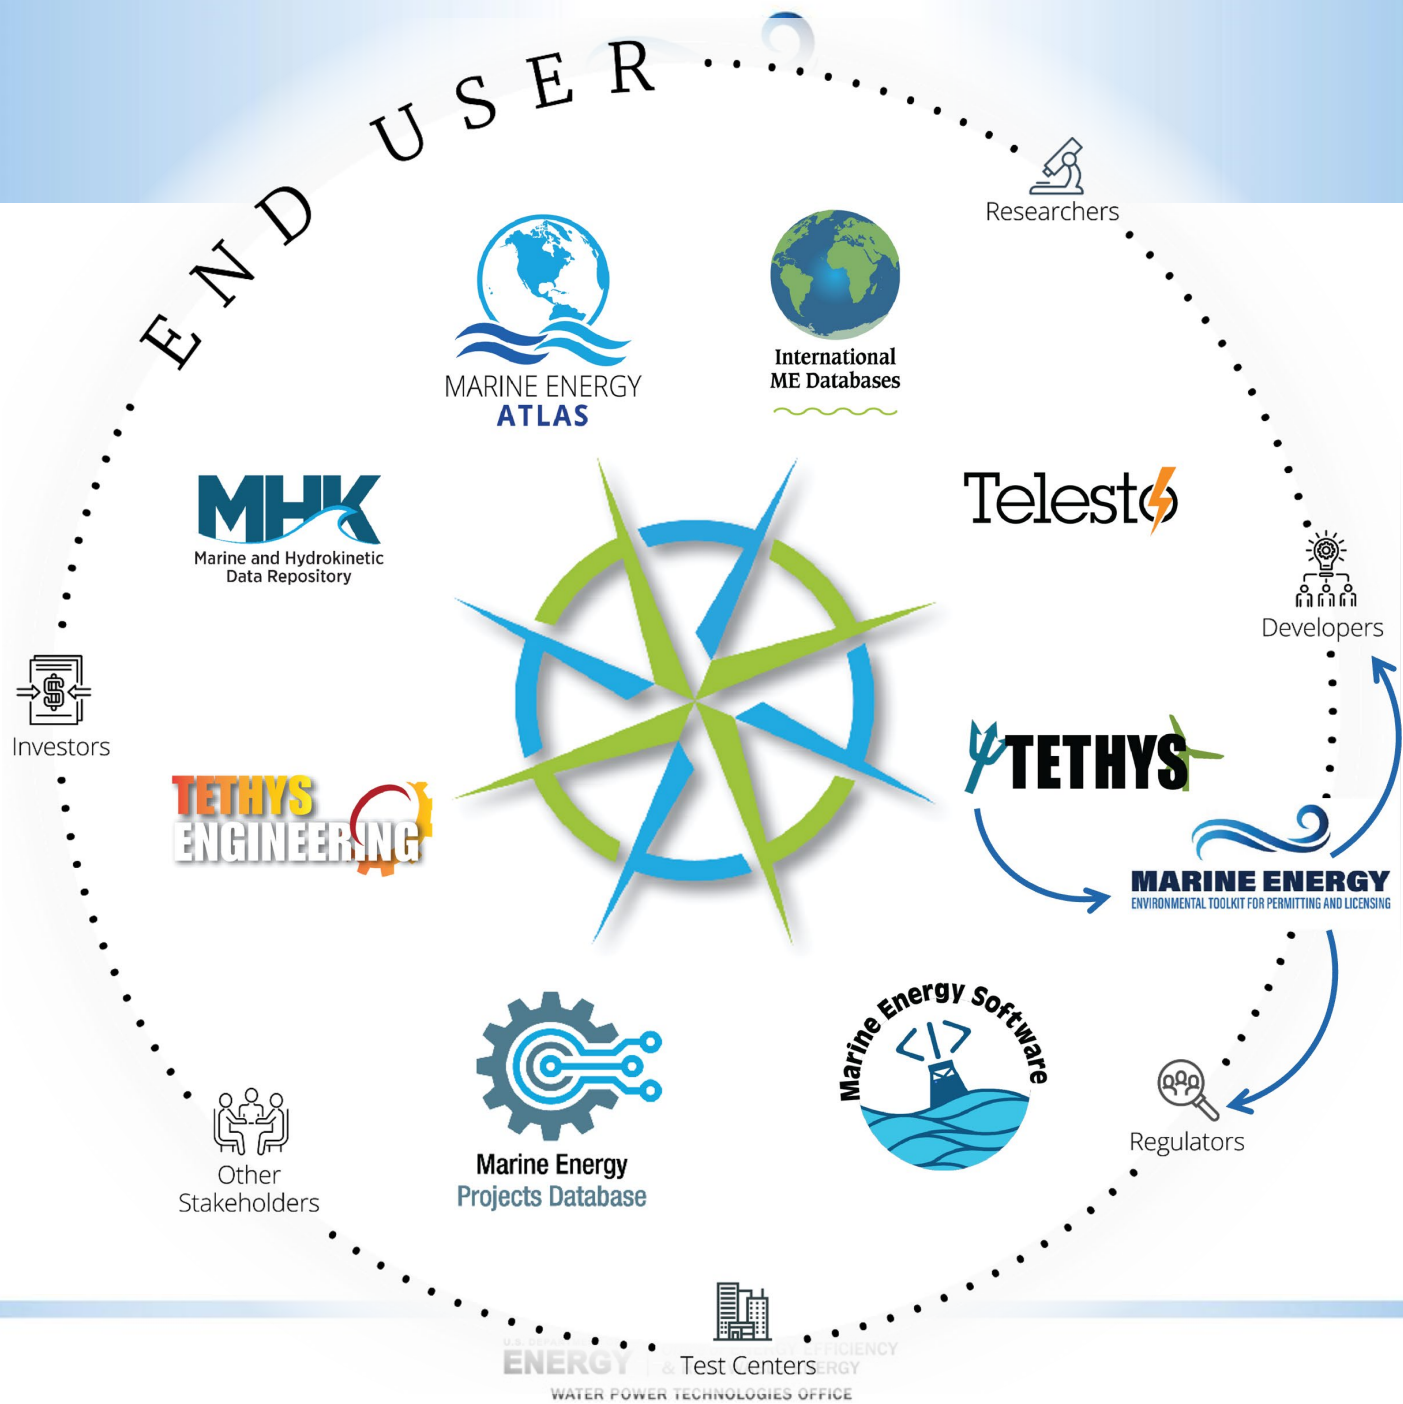 END USER
Researchers
MARINE ENERGY
ATLAS
International
ME Databases
MHK
Marine and Hydrokinetic
Data Repository
Telesto
Developers
Investors
TETHYS
ENGINEERING
TETHYS
MARINE ENERGY
ENVIRONMENTAL TOOLKIT FOR PERMITTING AND LICENSING
Marine Energy Software
</>
Marine Energy
Projects Database
Regulators
Other
Stakeholders
Test Centers
U.S.
ENERGY
EFFICIENCY
&
WATER POWER TECHNOLOGIES OFFICE